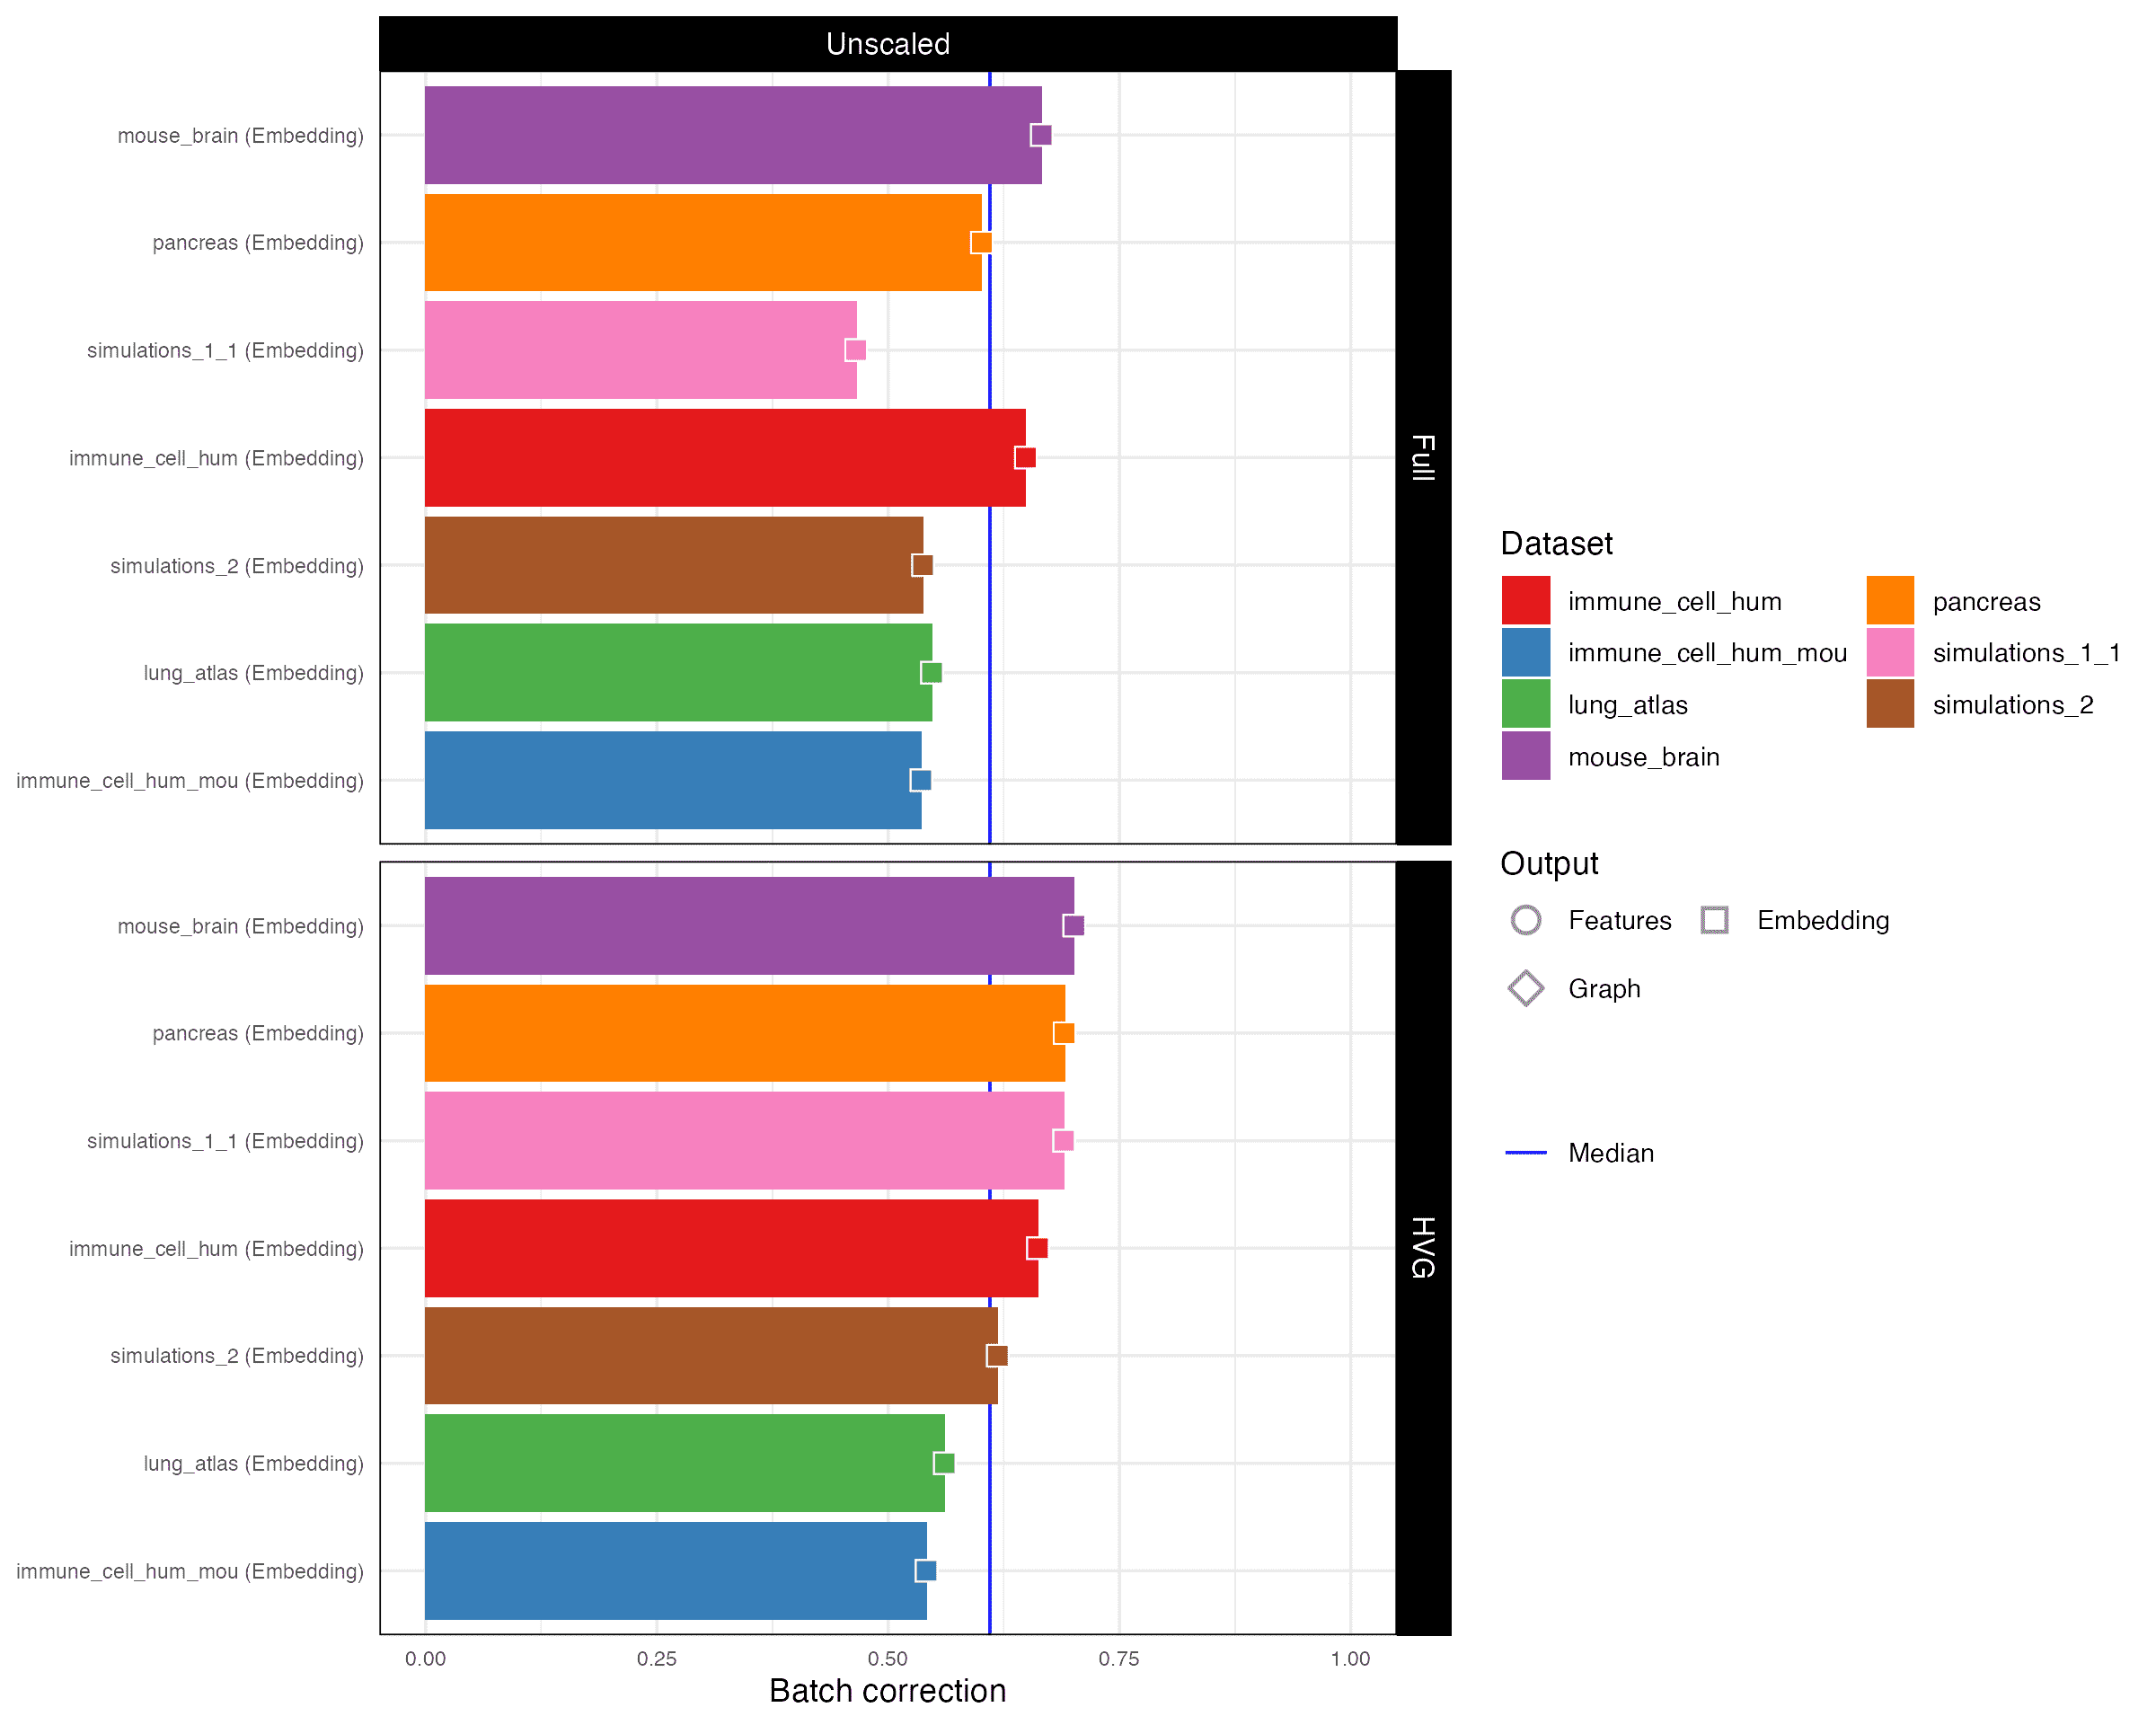 Unscaled
mouse_brain (Embedding)
pancreas (Embedding)
simulations_1_1 (Embedding)
immune_cell_hum (Embedding)
simulations_2 (Embedding)
lung_atlas (Embedding)
immune_cell_hum_mou (Embedding)
Full
mouse_brain (Embedding)
pancreas (Embedding)
simulations_1_1 (Embedding)
immune_cell_hum (Embedding)
simulations_2 (Embedding)
lung_atlas (Embedding)
immune_cell_hum_mou (Embedding)
HVG
0.00 0.25 0.50 0.75 1.00
Batch correction
Dataset
immune_cell_hum
immune_cell_hum_mou
lung_atlas
mouse_brain
pancreas
simulations_1_1
simulations_2
Output
Features Embedding
Graph
Median